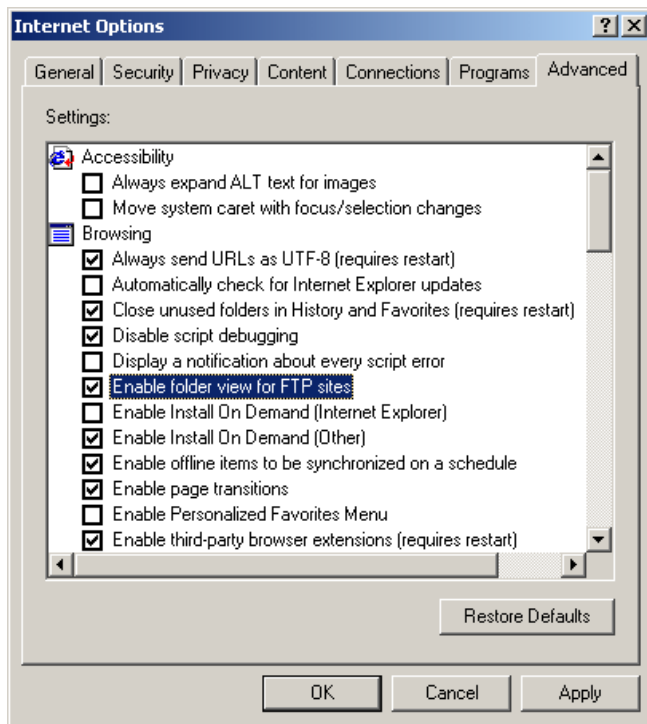 Internet Options
General Security Privacy Content Connections Programs Advanced
Settings:
Accessibility
Always expand ALT text for images
Move system caret with focus/selection changes
Browsing
Always send URLs as UTF-8 (requires restart)
Automatically check for Internet Explorer updates
Close unused folders in History and Favorites (requires restart)
Disable script debugging
Display a notification about every script error
Enable folder view for FTP sites
Enable Install On Demand (Internet Explorer)
Enable Install On Demand (Other)
Enable offline items to be synchronized on a schedule
Enable page transitions
Enable Personalized Favorites Menu
Enable third-party browser extensions (requires restart)
Restore Defaults
OK Cancel Apply